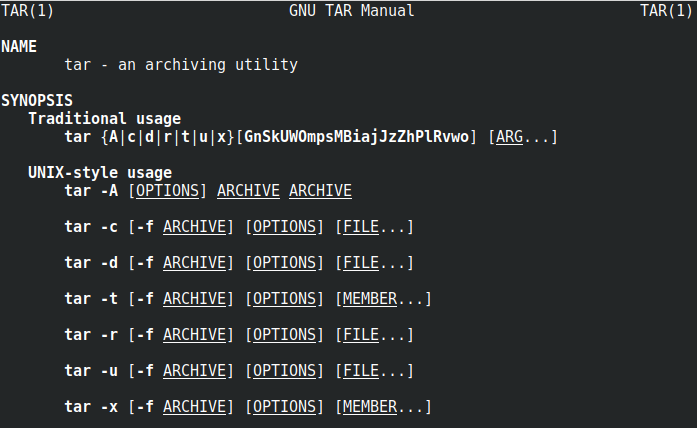 TAR(1) GNU TAR Manual TAR(1)
NAME
tar - an archiving utility
SYNOPSIS
Traditional usage
tar {A|c|d|r|t|u|x}[GnSkUWOmpsMBiajJzZhPlRvwo] [ARG...]
UNIX-style usage
tar -A [OPTIONS] ARCHIVE ARCHIVE
tar -c [-f ARCHIVE] [OPTIONS] [FILE...]
tar -d [-f ARCHIVE] [OPTIONS] [FILE...]
tar -t [-f ARCHIVE] [OPTIONS] [MEMBER...]
tar -r [-f ARCHIVE] [OPTIONS] [FILE...]
tar -u [-f ARCHIVE] [OPTIONS] [FILE...]
tar -x [-f ARCHIVE] [OPTIONS] [MEMBER...]